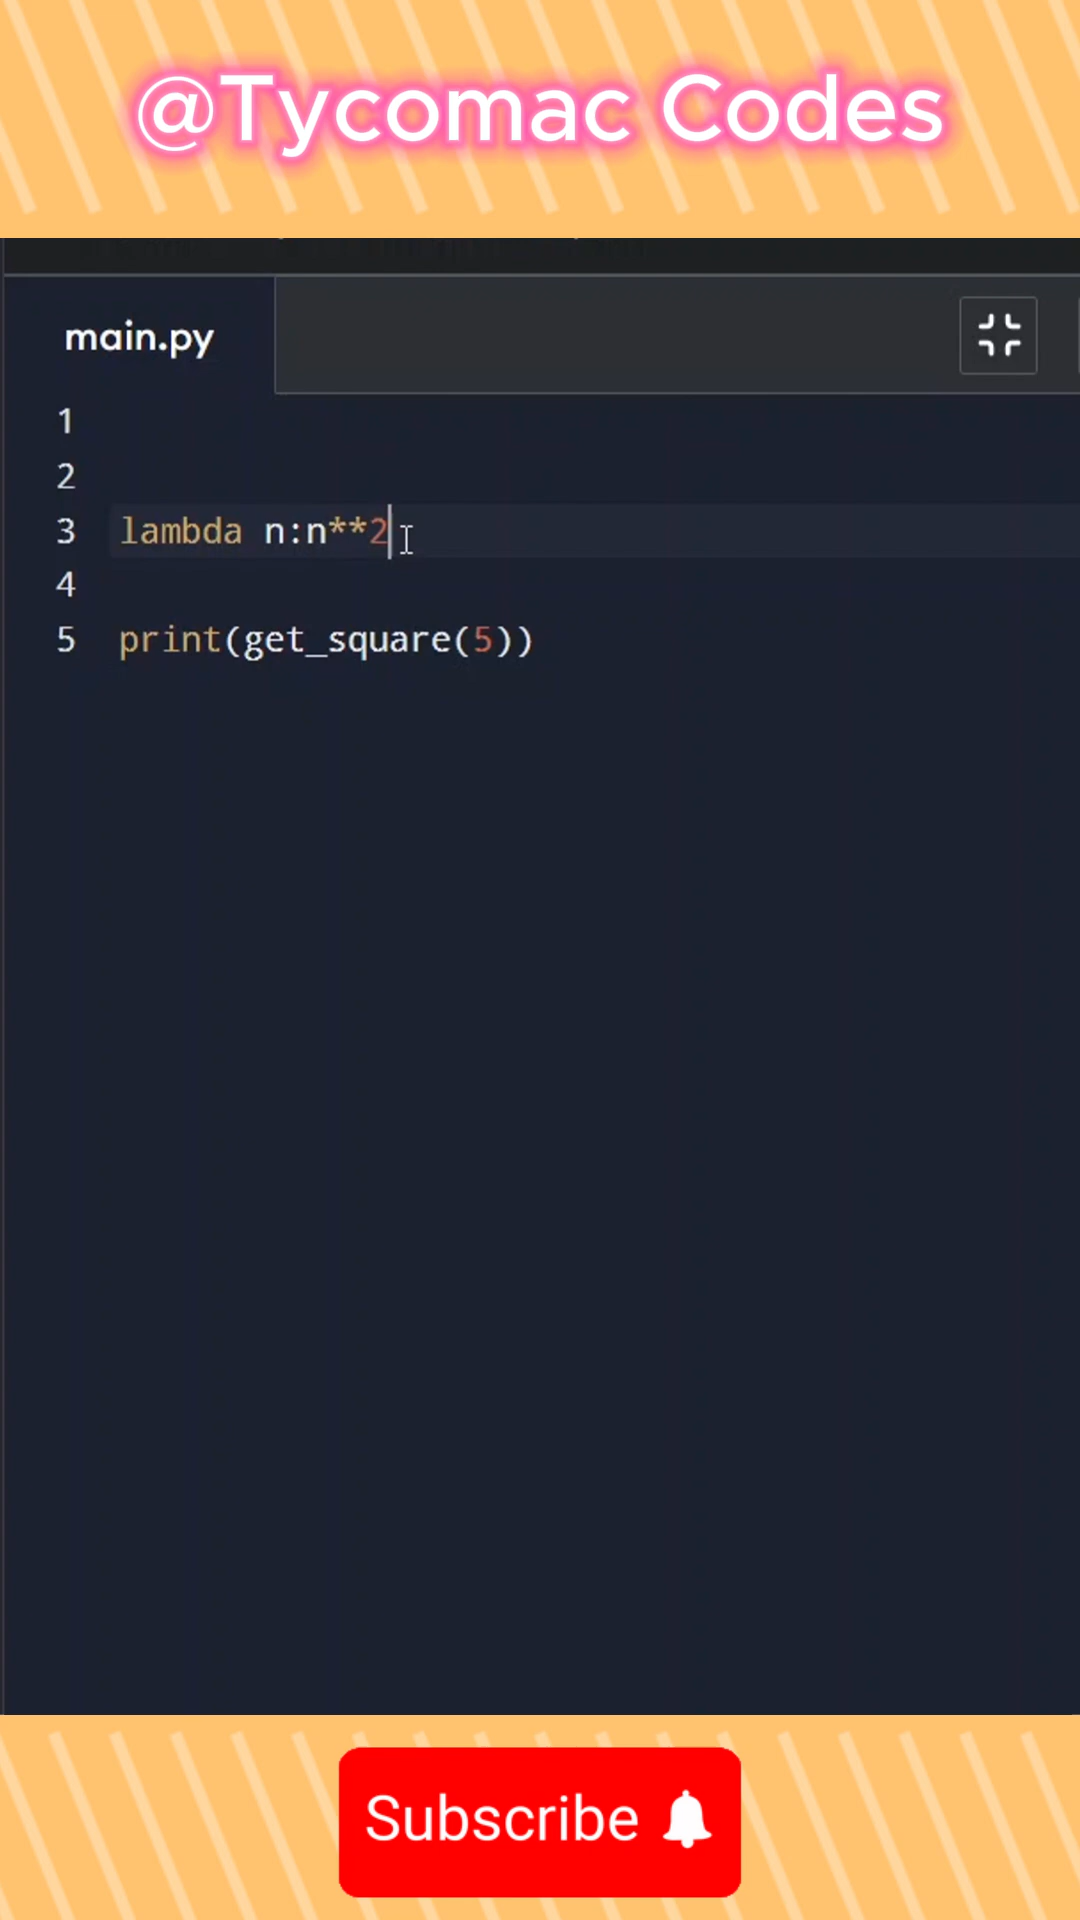 @Tycomac Codes
main.py
1
2
3 lambda n:n**2
4
5 print(get_square(5))
Subscribe